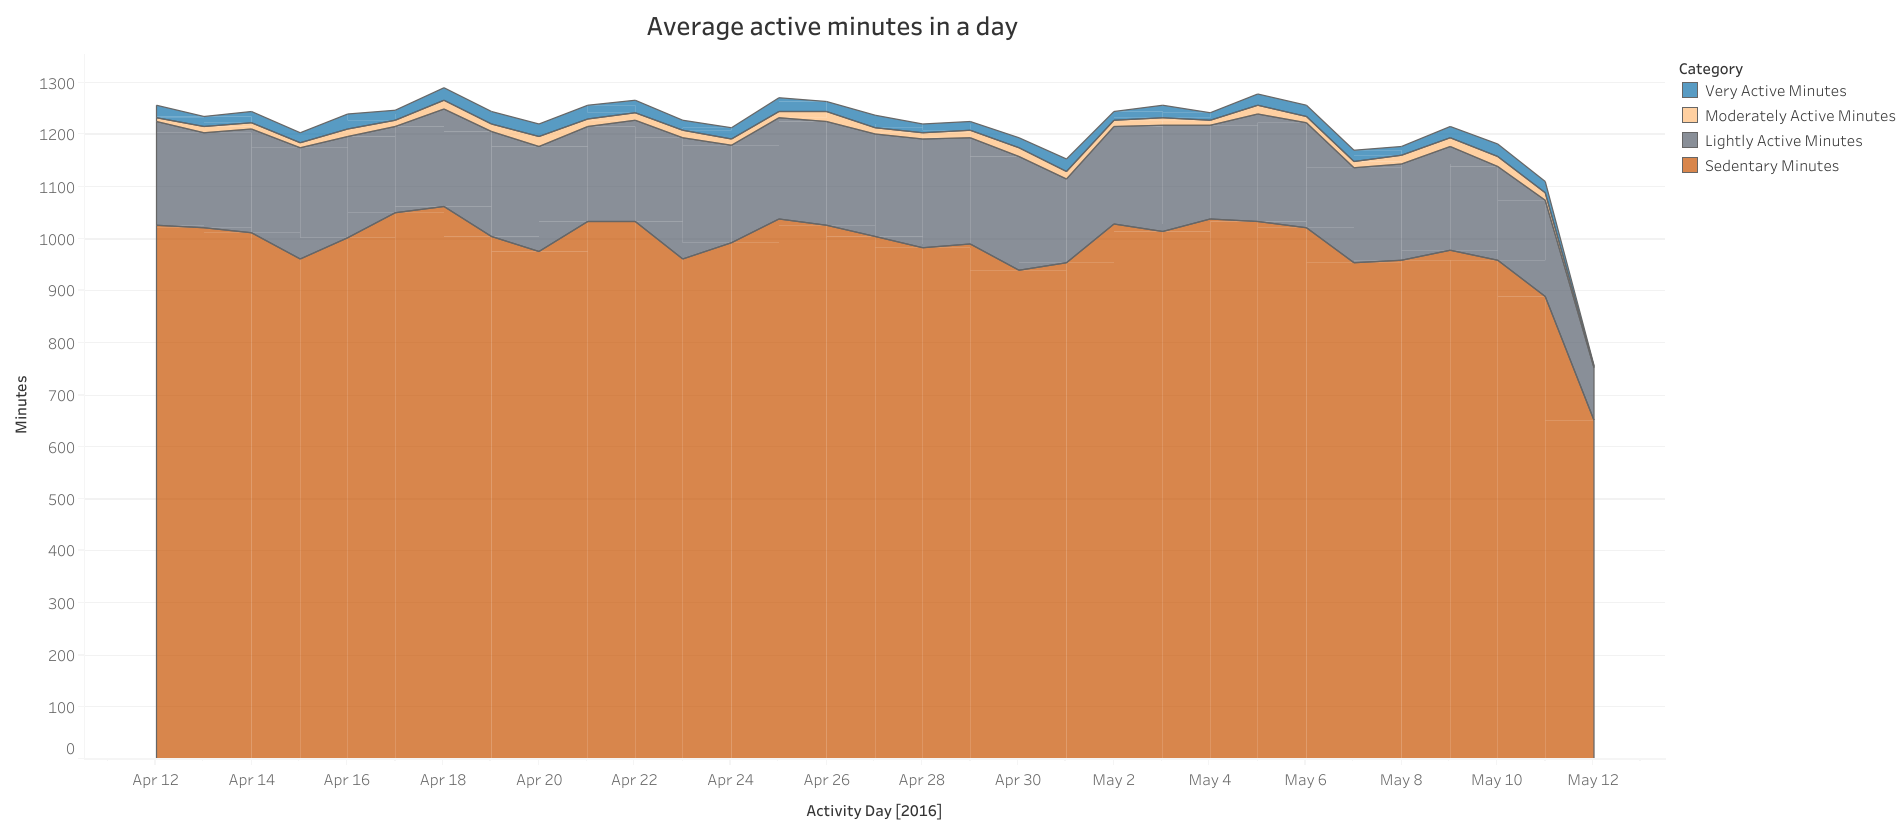 Average active minutes in a day
Category
Very Active Minutes
Moderately Active Minutes
Lightly Active Minutes
Sedentary Minutes
Minutes
1300
1200
1100
1000
900
800
700
600
500
400
300
200
100
0
Apr 12 Apr 14 Apr 16 Apr 18 Apr 20 Apr 22 Apr 24 Apr 26 Apr 28 Apr 30 May 2 May 4 May 6 May 8 May 10 May 12
Activity Day [2016]